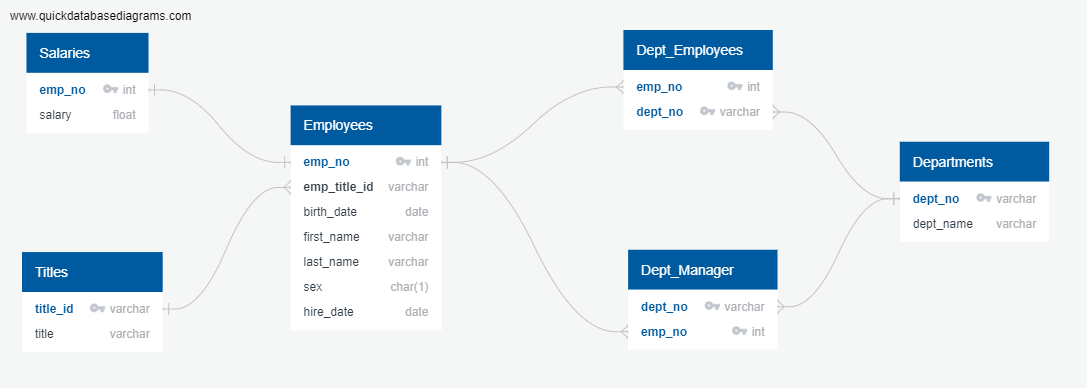 www.quickdatabasediagrams.com
Salaries
emp_no int
salary float
Titles
title_id varchar
title varchar
Employees
emp_no int
emp_title_id varchar
birth_date date
first_name varchar
last_name varchar
sex char(1)
hire_date date
Dept_Employees
emp_no int
dept_no varchar
Dept_Manager
dept_no varchar
emp_no int
Departments
dept_no varchar
dept_name varchar